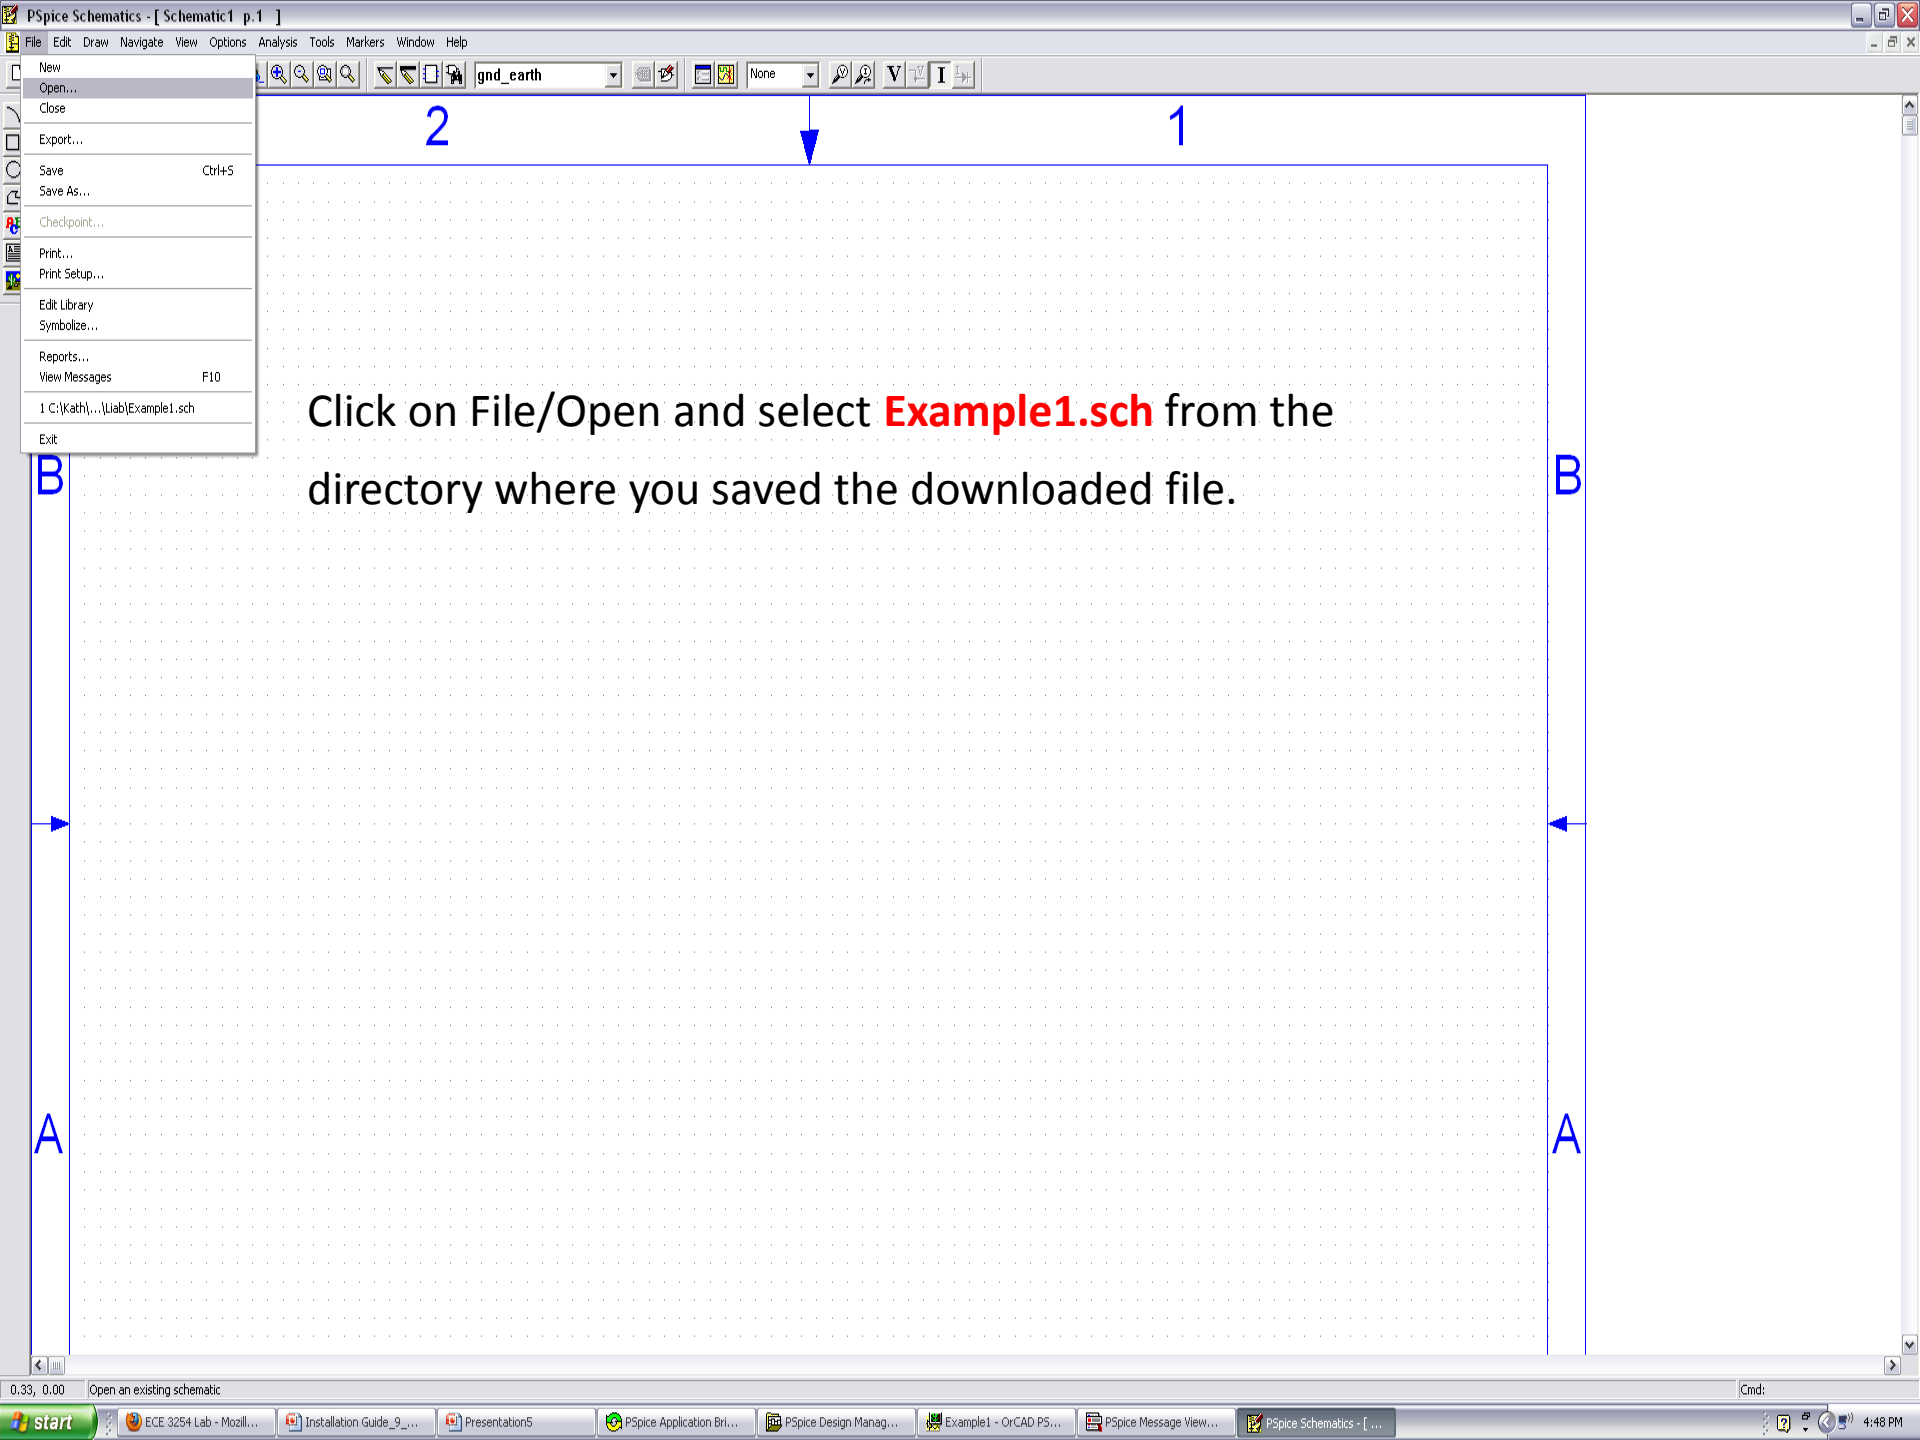 PSpice Schematics - [ Schematic1 p.1 ]
File Edit Draw Navigate View Options Analysis Tools Markers Window Help
New
Open...
Close
Export...
Save Ctrl+S
Save As...
Checkpoint...
Print...
Print Setup...
Edit Library
Symbolize...
Reports...
View Messages F10
1 C:\Kath\...\Liab\Example1.sch
Exit
gnd_earth
None
V V I I
2 1
Click on File/Open and select Example1.sch from the
directory where you saved the downloaded file.
B B
A A
0.33, 0.00 Open an existing schematic Cmd:
start ECE 3254 Lab - Mozill... Installation Guide_9_... Presentation5 PSpice Application Bri... PSpice Design Manag... Example1 - OrCAD PS... PSpice Message View... PSpice Schematics - [ ... 4:48 PM